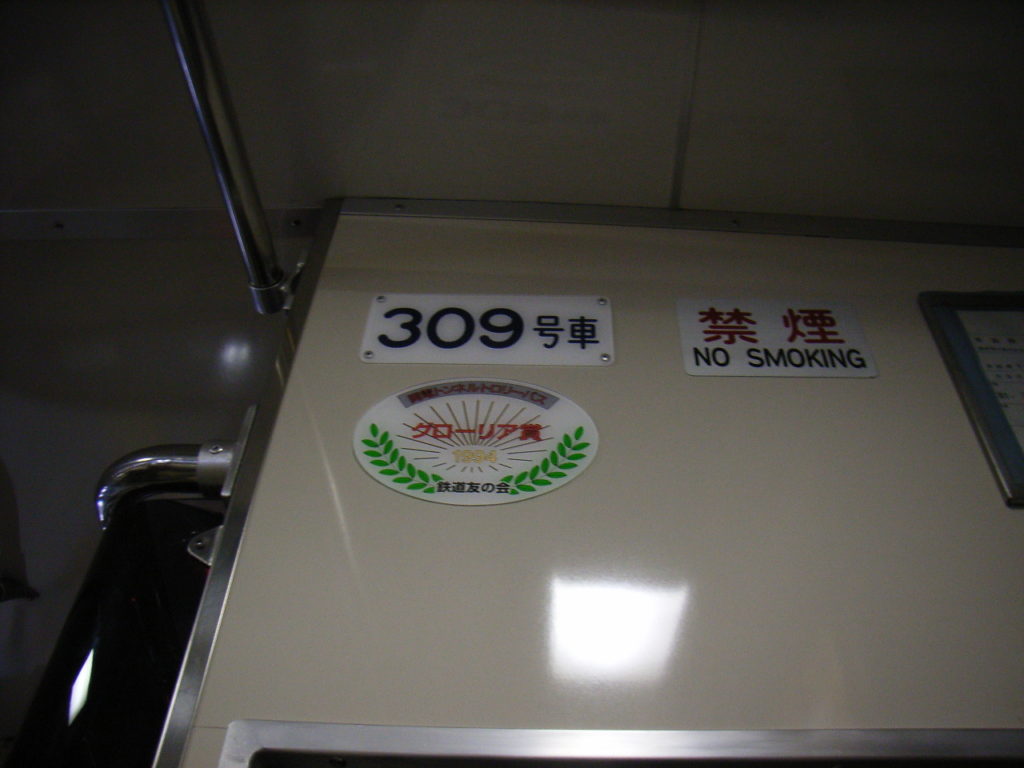 309号車
禁煙
NO SMOKING
関電トンネルトロリーバス
グローリア賞
1994
鉄道友の会